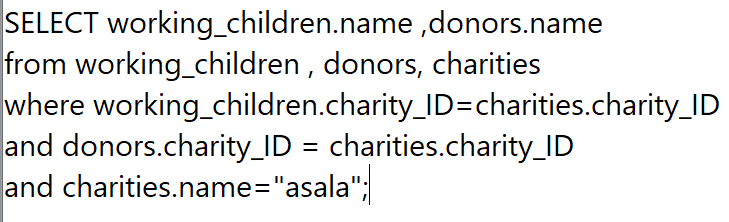 SELECT working_children.name ,donors.name
from working_children , donors, charities
where working_children.charity_ID=charities.charity_ID
and donors.charity_ID = charities.charity_ID
and charities.name="asala";